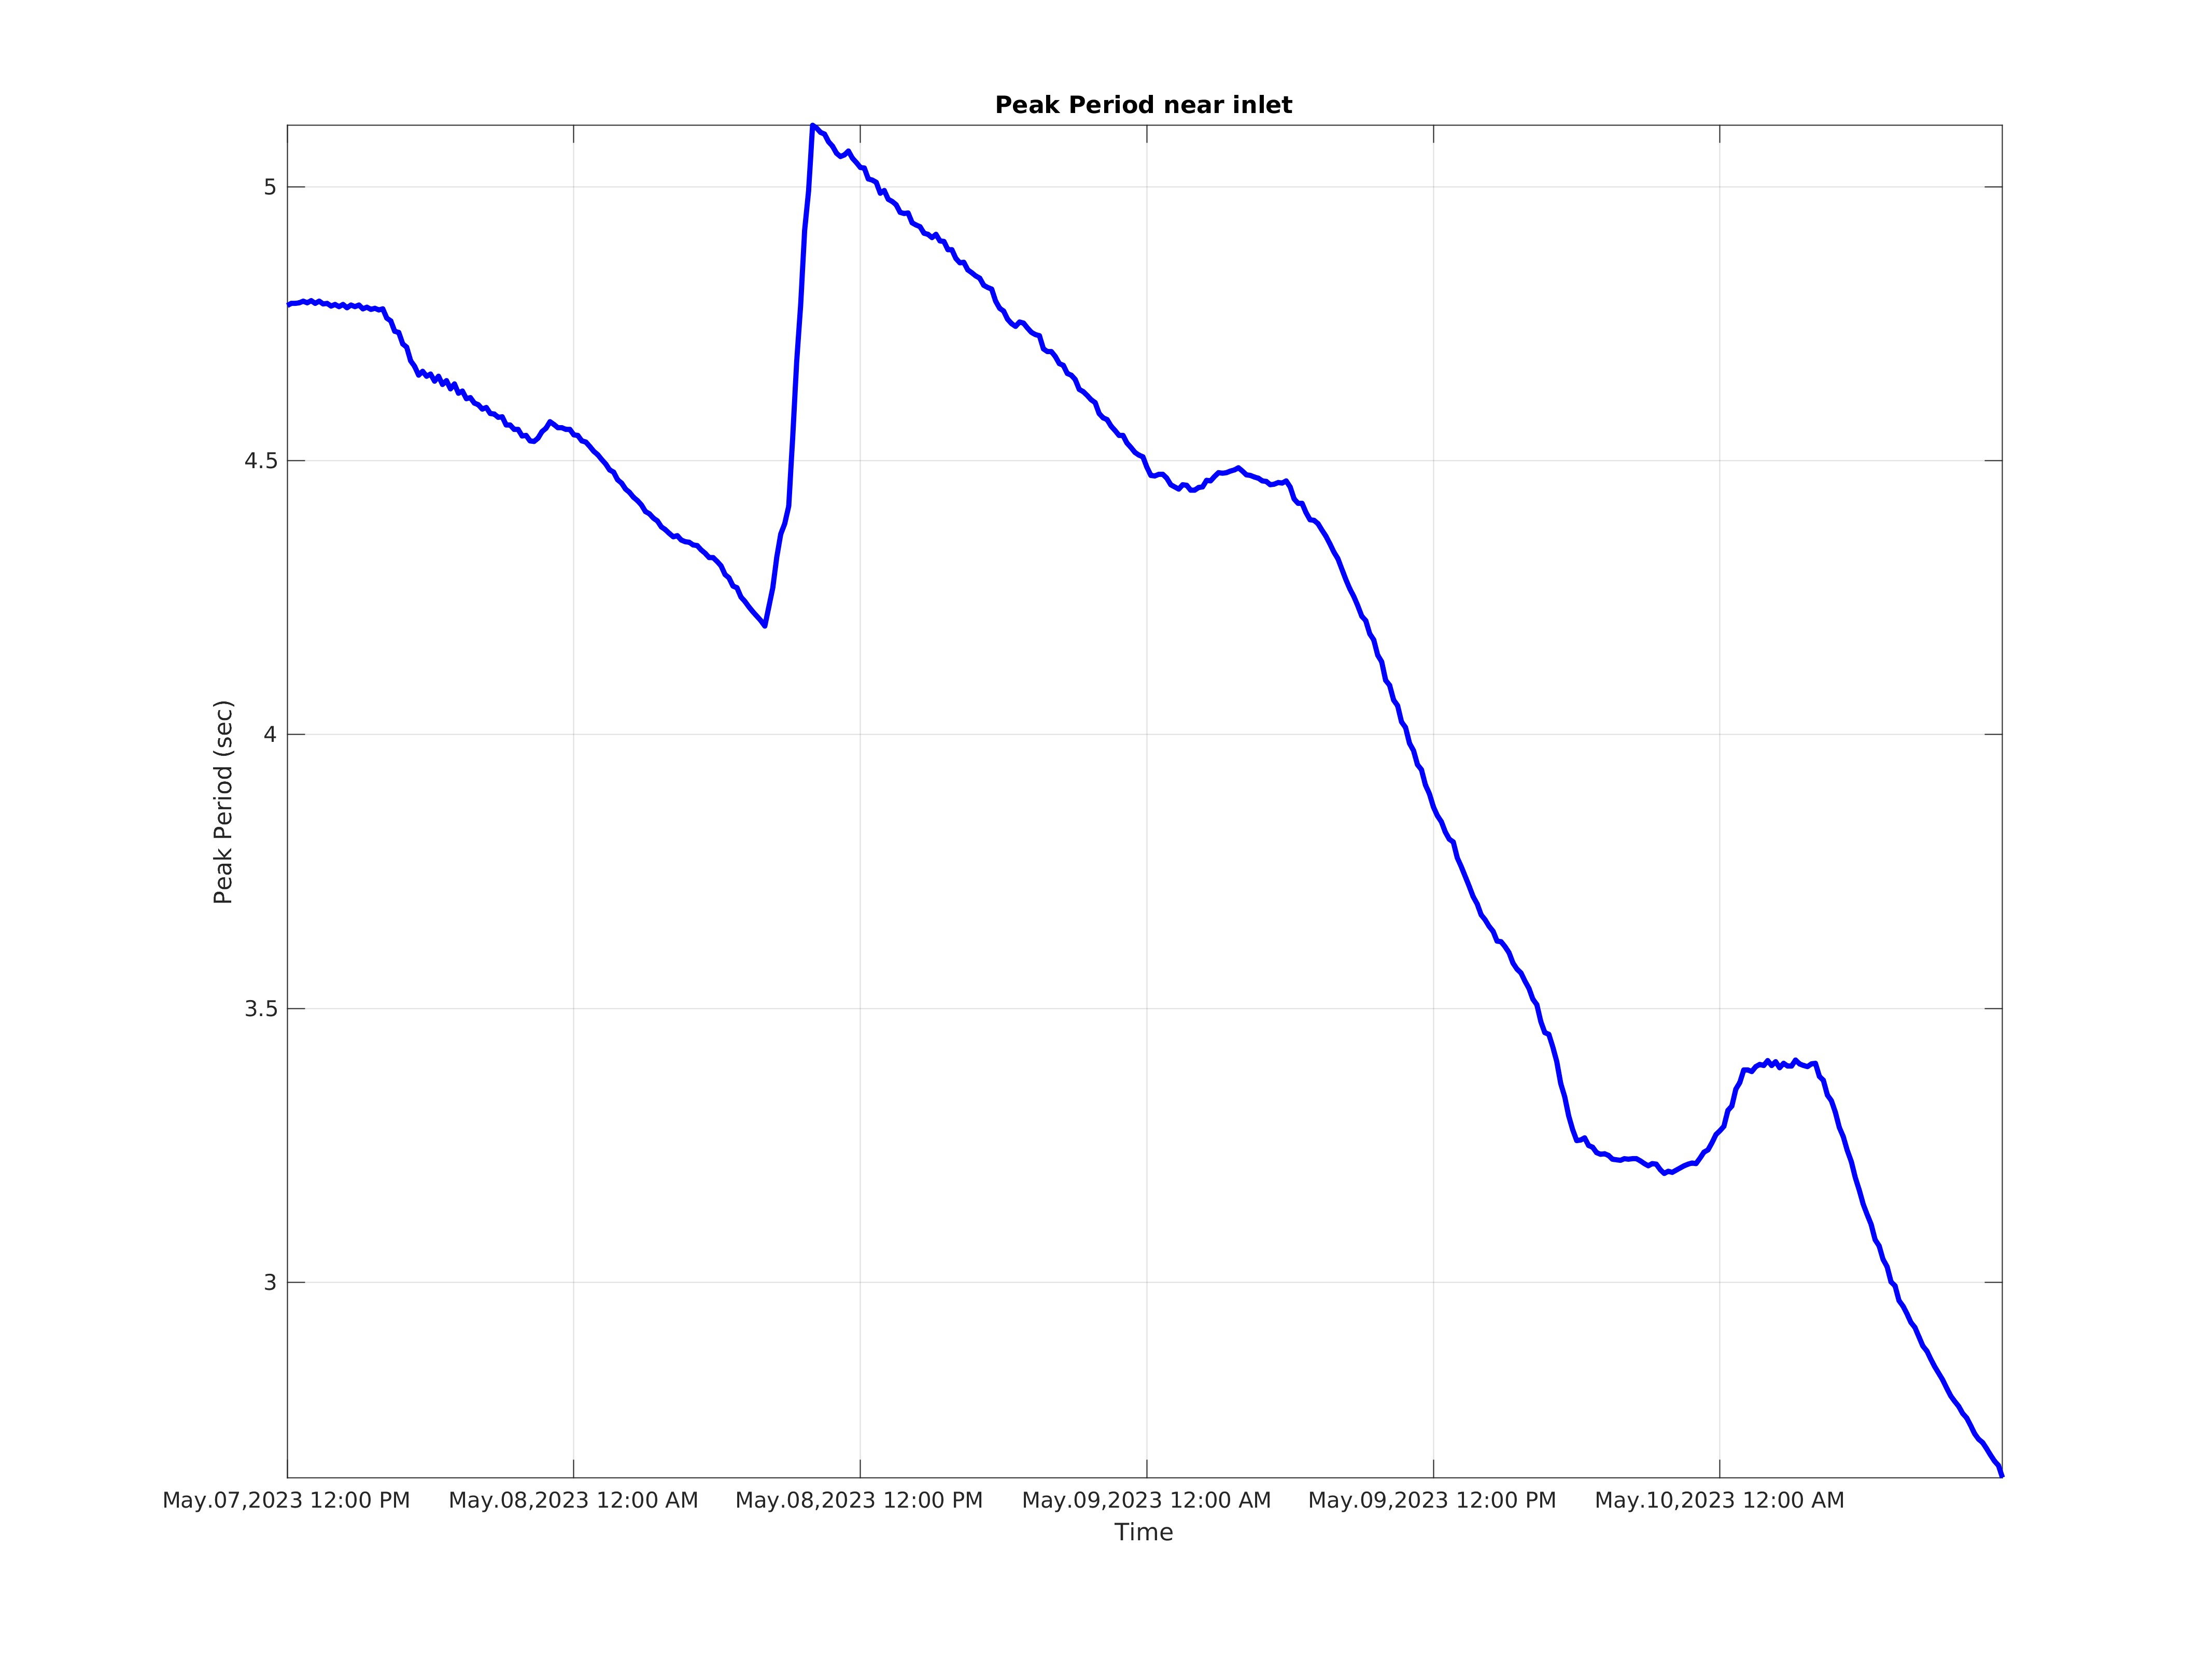 Peak Period near inlet
5
4.5
4
3.5
3
Peak Period (sec)
May.07,2023 12:00 PM May.08,2023 12:00 AM May.08,2023 12:00 PM May.09,2023 12:00 AM May.09,2023 12:00 PM May.10,2023 12:00 AM
Time